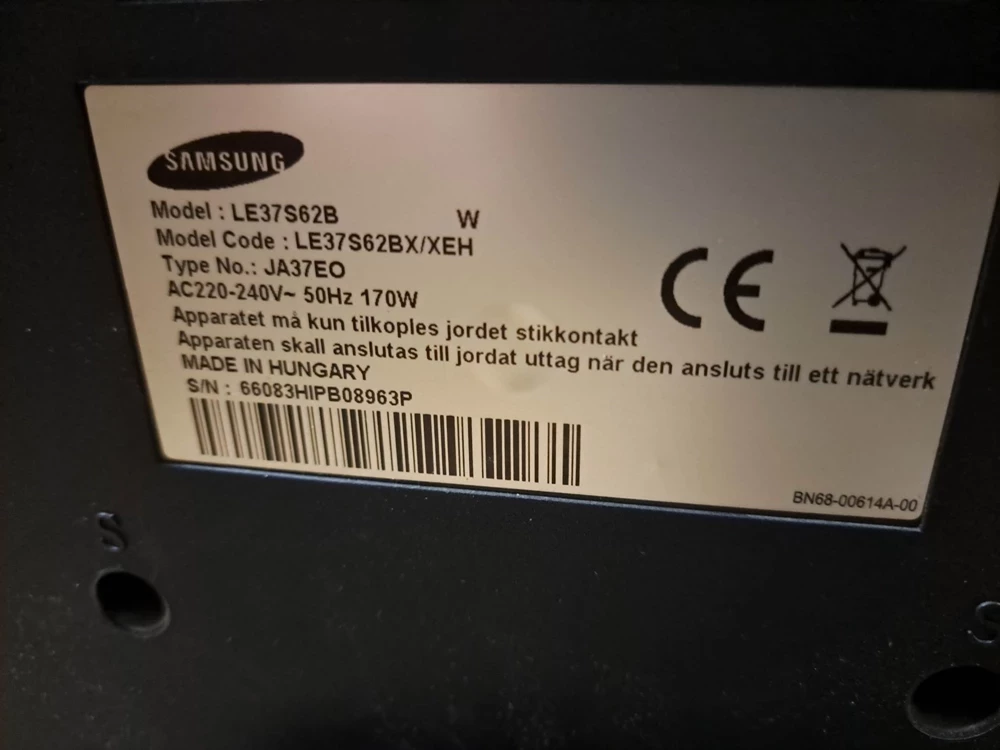 SAMSUNG
Model : LE37S62B W
Model Code : LE37S62BX/XEH
Type No.: JA37EO
AC220-240V~ 50Hz 170W
Apparatet må kun tilkoples jordet stikkontakt
Apparaten skall anslutas till jordat uttag når den ansluts till ett nätverk
MADE IN HUNGARY
S/N : 66083HIPB08963P
CE
BN68-00614A-00
S
S